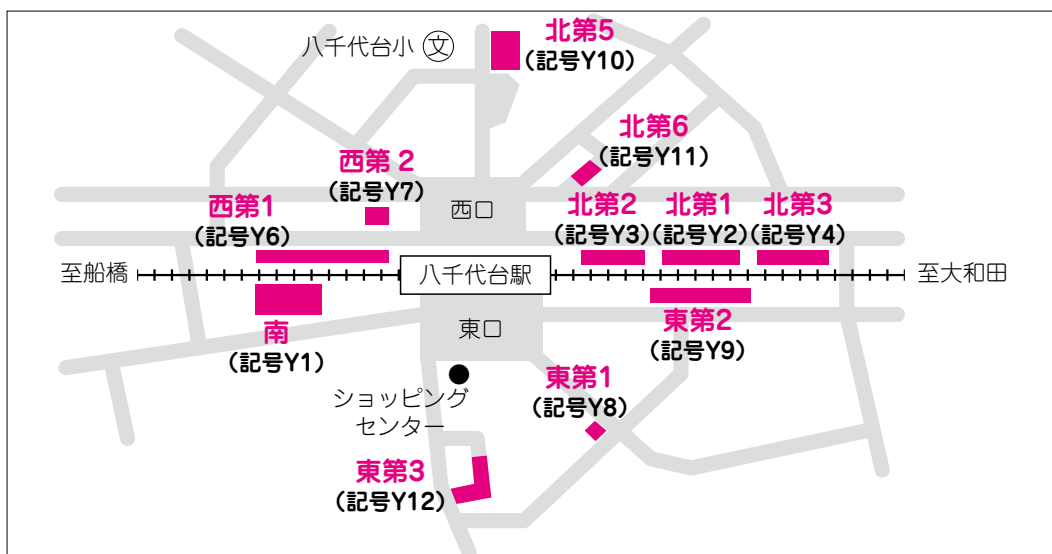 八千代台小 文
北第5
(記号Y10)
北第6
(記号Y11)
西第2
(記号Y7)
西口
西第1
(記号Y6)
北第2
(記号Y3)
北第1
(記号Y2)
北第3
(記号Y4)
至船橋
八千代台駅
至大和田
南
(記号Y1)
東口
東第2
(記号Y9)
ショッピング
センター
東第1
(記号Y8)
東第3
(記号Y12)